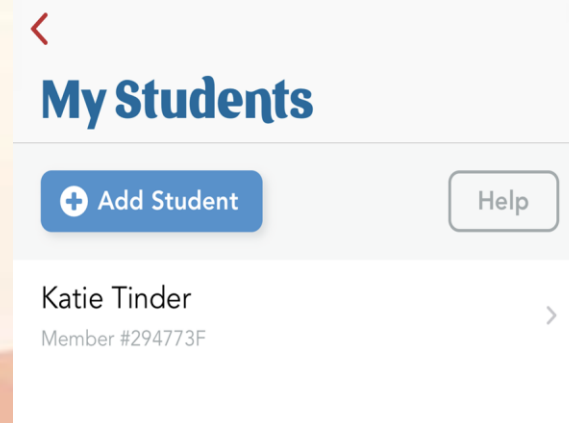 My Students
Add Student
Help
Katie Tinder
Member #294773F